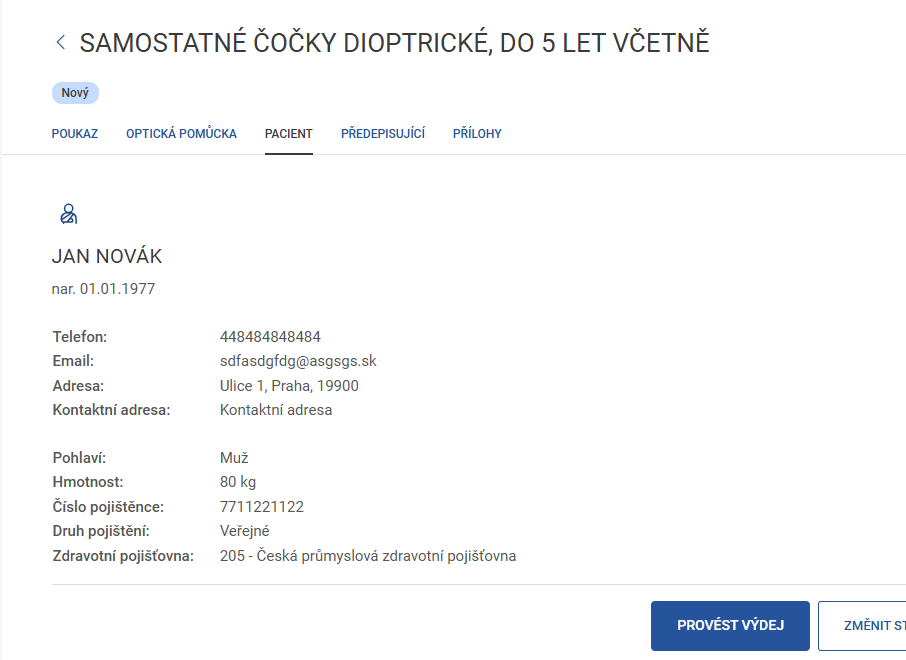 SAMOSTATNÉ ČOČKY DIOPTRICKÉ, DO 5 LET VČETNĚ
Nový
POUKAZ OPTICKÁ POMŮCKA PACIENT PŘEDEPISUJÍCÍ PŘÍLOHY
JAN NOVÁK
nar. 01.01.1977
Telefon: 448484848484
Email: sdfasdgfdg@asgsgs.sk
Adresa: Ulice 1, Praha, 19900
Kontaktní adresa: Kontaktní adresa
Pohlaví: Muž
Hmotnost: 80 kg
Číslo pojištěnce: 7711221122
Druh pojištění: Veřejné
Zdravotní pojišťovna: 205 - Česká průmyslová zdravotní pojišťovna
PROVÉST VÝDEJ ZMĚNIT